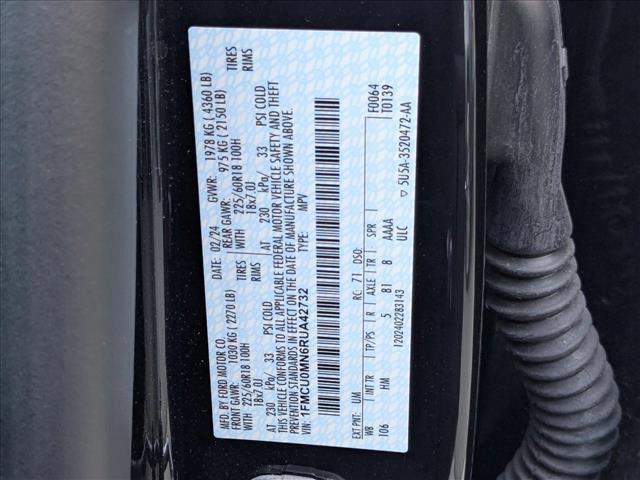 MFD. BY FORD MOTOR CO.
DATE: 02/24 GVWR: 1978 KG ( 4360 LB)
FRONT GAWR: 1030 KG ( 2270 LB) REAR GAWR: 975 KG ( 2150 LB)
WITH 225/60R18 100H TIRES WITH 225/60R18 100H TIRES
18x7.0J RIMS 18x7.0J RIMS
AT 230 kPa/ 33 PSI COLD AT 230 kPa/ 33 PSI COLD
THIS VEHICLE CONFORMS TO ALL APPLICABLE FEDERAL MOTOR VEHICLE SAFETY AND THEFT
PREVENTION STANDARDS IN EFFECT ON THE DATE OF MANUFACTURE SHOWN ABOVE.
VIN: 1FMCU0MN6RUA42732 TYPE: MPV
F0064
T0139
EXT PNT: UM RC: 71 DSO:
WB INT TR TP/PS R AXLE TR SPR
106 HM 5 81 8 AAAA
ULC
1202402283143
5U5A-3520472-AA